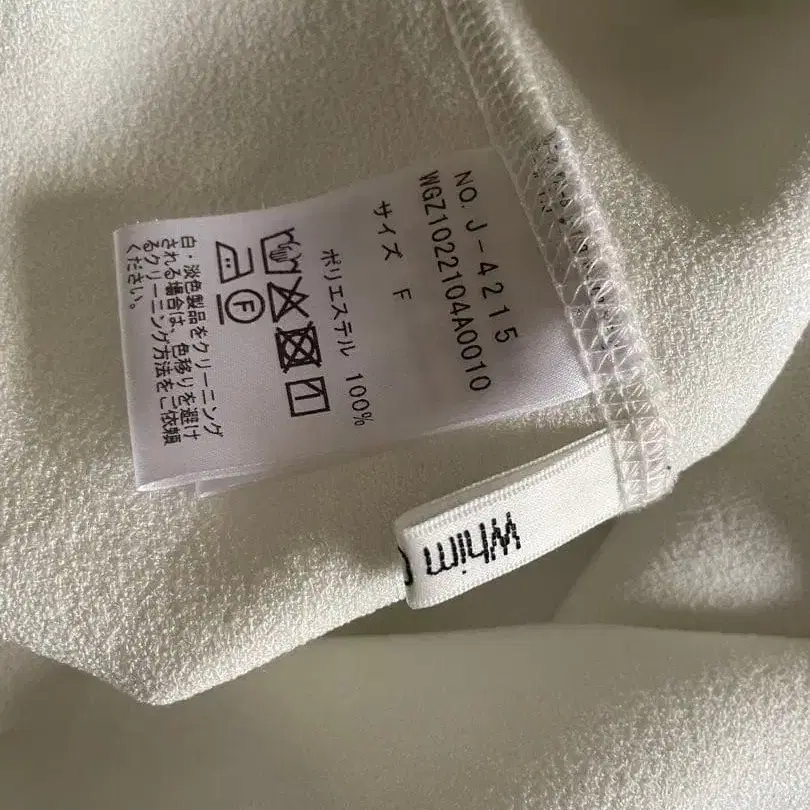 NO. J-4215
WGZ1022104A0010
サイズ F
ポリエステル 100%
F
白・淡色製品をクリーニング
される場合は、色移りを避け
るクリーニング方法をご依頼
ください。
Whim